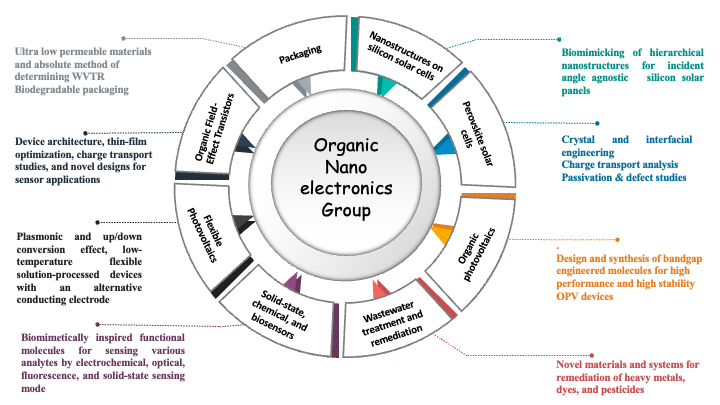 Organic
Nano
electronics
Group
Packaging
Nanostructures on
silicon solar cells
Perovskite solar
cells
Organic
photovoltaics
Wastewater
treatment and
remediation
Solid-state,
chemical, and
biosensors
Flexible
Photovoltaics
Organic Field-
Effect Transistors
Ultra low permeable materials
and absolute method of
determining WVTR
Biodegradable packaging
Biomimicking of hierarchical
nanostructures for incident
angle agnostic silicon solar
panels
Device architecture, thin-film
optimization, charge transport
studies, and novel designs for
sensor applications
Crystal and interfacial
engineering
Charge transport analysis
Passivation & defect studies
Plasmonic and up/down
conversion effect, low-
temperature flexible
solution-processed devices
with an alternative
conducting electrode
.
Design and synthesis of bandgap
engineered molecules for high
performance and high stability
OPV devices
Biomimetically inspired functional
molecules for sensing various
analytes by electrochemical, optical,
fluorescence, and solid-state sensing
mode
Novel materials and systems for
remediation of heavy metals,
dyes, and pesticides